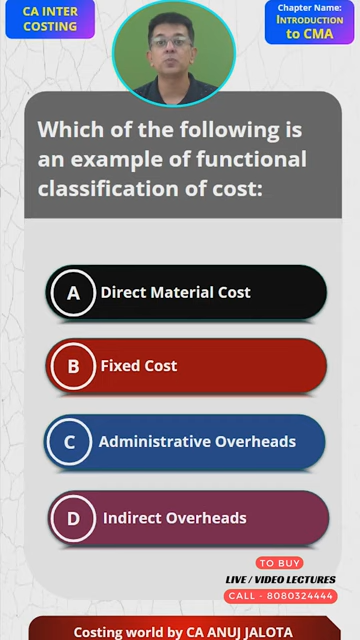 CA INTER
COSTING
Chapter Name:
INTRODUCTION
to CMA
Which of the following is
an example of functional
classification of cost:
A Direct Material Cost
B Fixed Cost
C Administrative Overheads
D Indirect Overheads
TO BUY
LIVE / VIDEO LECTURES
CALL - 8080324444
Costing world by CA ANUJ JALOTA